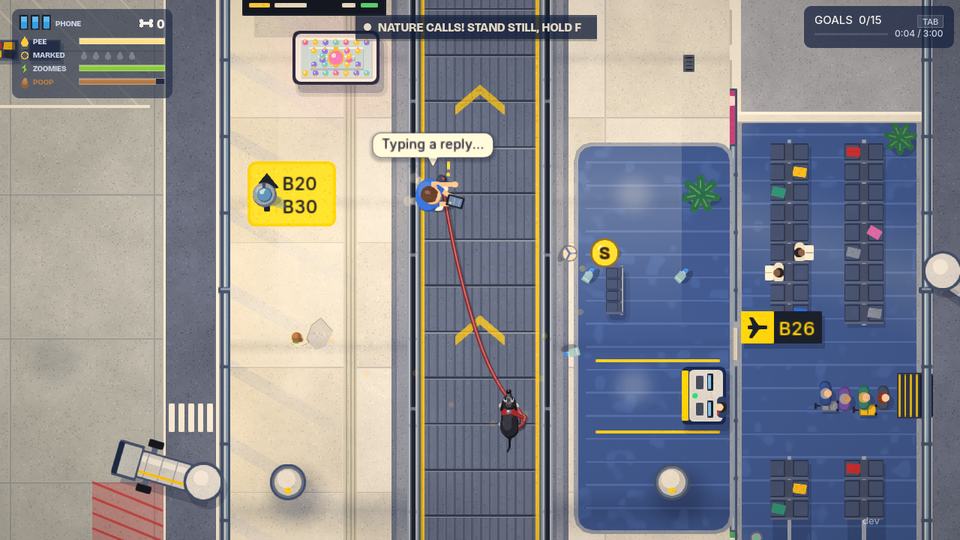 PHONE
0
PEE
MARKED
ZOOMIES
POOP
NATURE CALLS! STAND STILL, HOLD F
GOALS 0/15
TAB
0:04 / 3:00
Typing a reply...
B20
B30
S
B26
dev